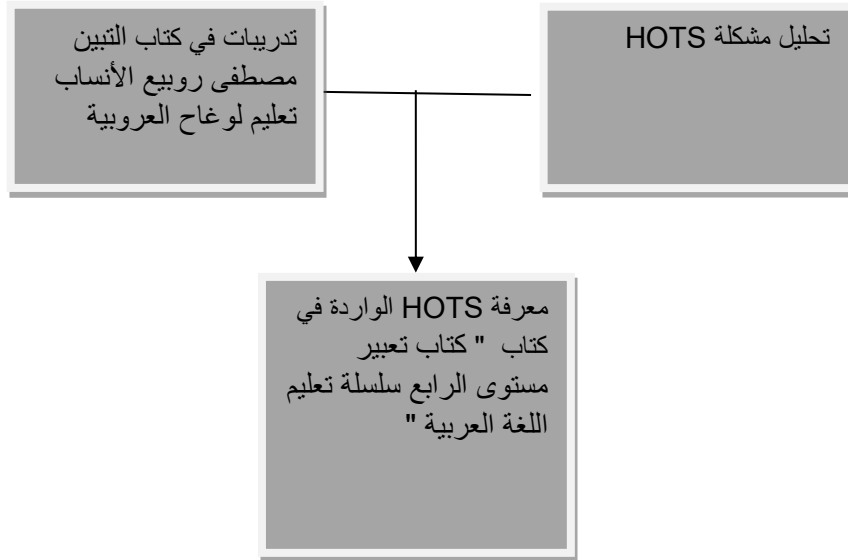 تحليل مشكلة HOTS
تدريبات في كتاب التبين
مصطفى روبيع الأنساب
تعليم لوغاح العروبية
معرفة HOTS الواردة في
كتاب " كتاب تعبير
مستوى الرابع سلسلة تعليم
اللغة العربية "